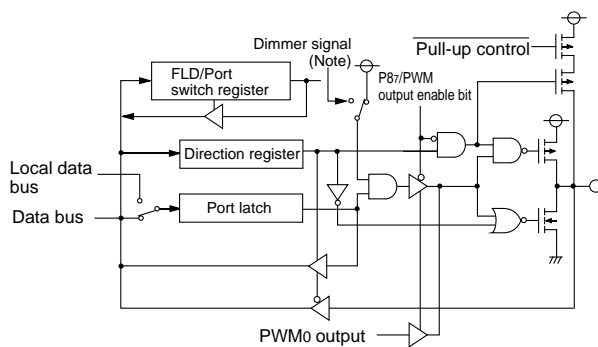 Dimmer signal
(Note)
Pull-up control
FLD/Port
switch register
P87/PWM
output enable bit
Direction register
Local data
bus
Data bus
Port latch
PWM0 output